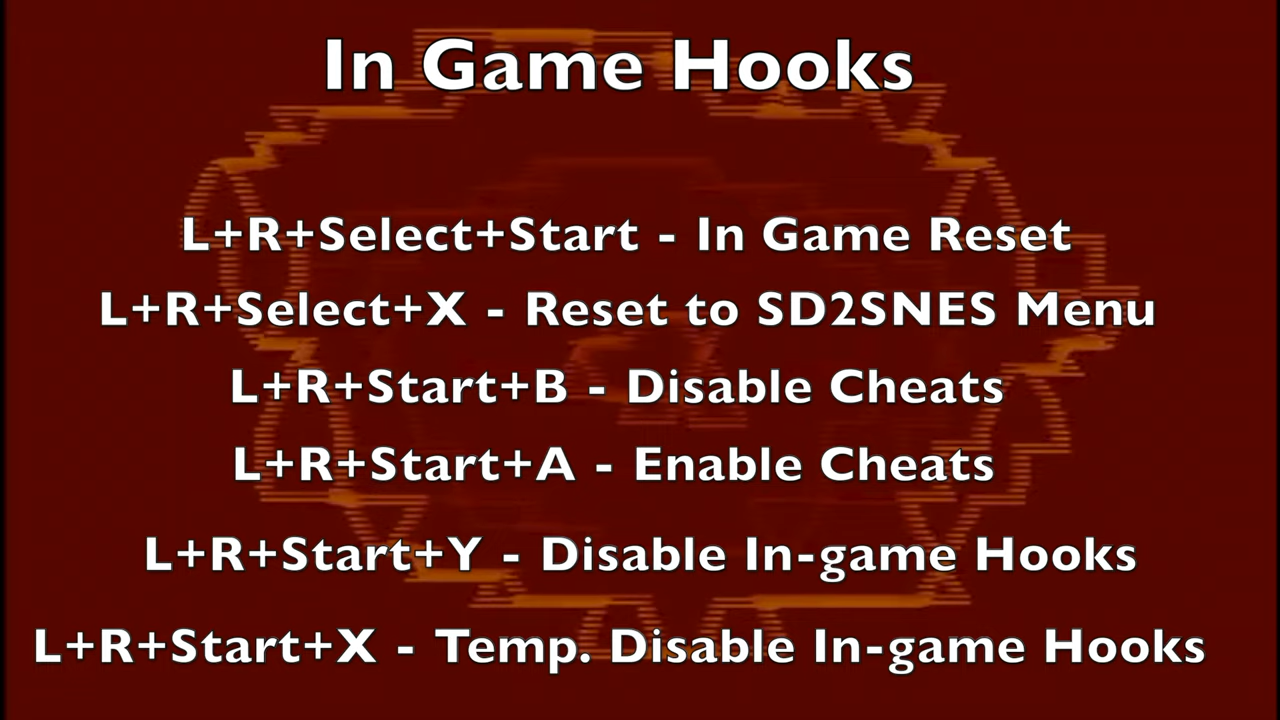 In Game Hooks
L+R+Select+Start - In Game Reset
L+R+Select+X - Reset to SD2SNES Menu
L+R+Start+B - Disable Cheats
L+R+Start+A - Enable Cheats
L+R+Start+Y - Disable In-game Hooks
L+R+Start+X - Temp. Disable In-game Hooks